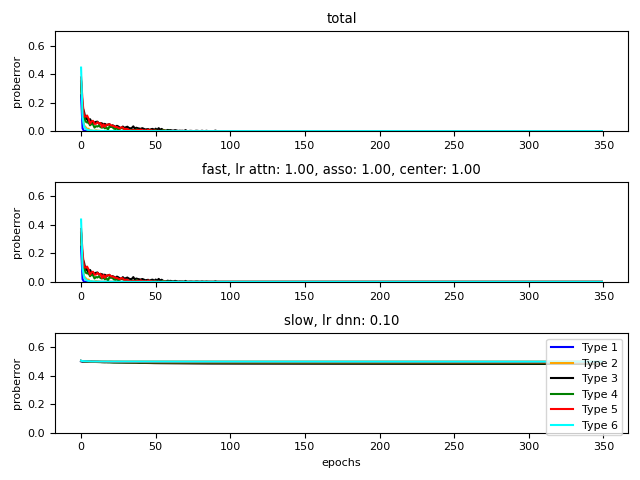 total
proberror
0.6
0.4
0.2
0.0
0 50 100 150 200 250 300 350
fast, lr attn: 1.00, asso: 1.00, center: 1.00
proberror
0.6
0.4
0.2
0.0
0 50 100 150 200 250 300 350
slow, lr dnn: 0.10
proberror
0.6
0.4
0.2
0.0
Type 1
Type 2
Type 3
Type 4
Type 5
Type 6
0 50 100 150 200 250 300 350
epochs